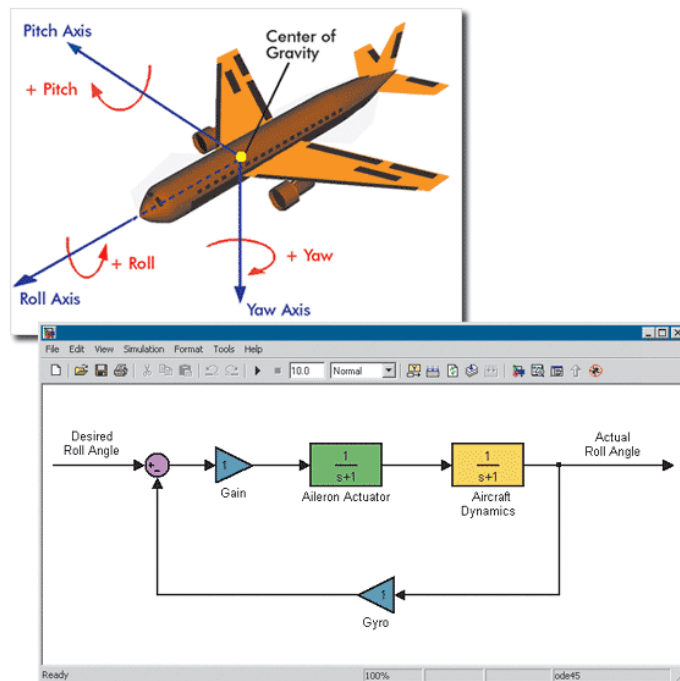 Pitch Axis
Center of
Gravity
+ Pitch
+ Roll
+ Yaw
Roll Axis
Yaw Axis
File Edit View Simulation Format Tools Help
10.0 Normal
Desired
Roll Angle
Actual
Roll Angle
+-
1
1
s+1
1
s+1
Gain
Aileron Actuator
Aircraft
Dynamics
1
Gyro
Ready 100% ode45